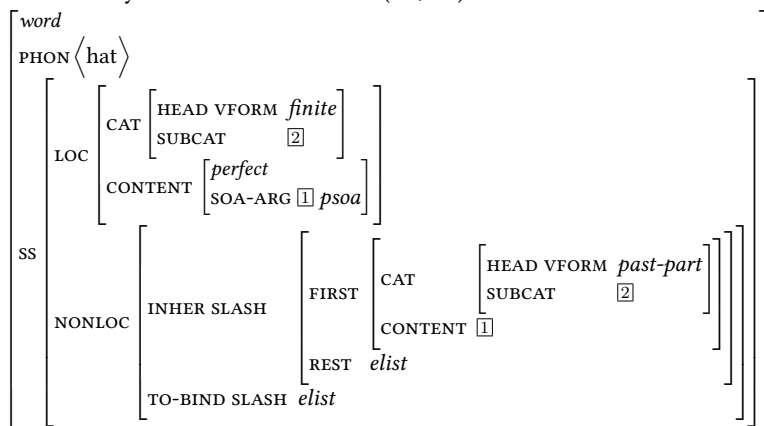 word
PHON ⟨hat⟩
HEAD VFORM finite
CAT
SUBCAT 2
LOC
perfect
CONTENT
SOA-ARG 1 psoa
SS
HEAD VFORM past-part
CAT
SUBCAT 2
INHER SLASH FIRST
CONTENT 1
NONLOC
REST elist
TO-BIND SLASH elist